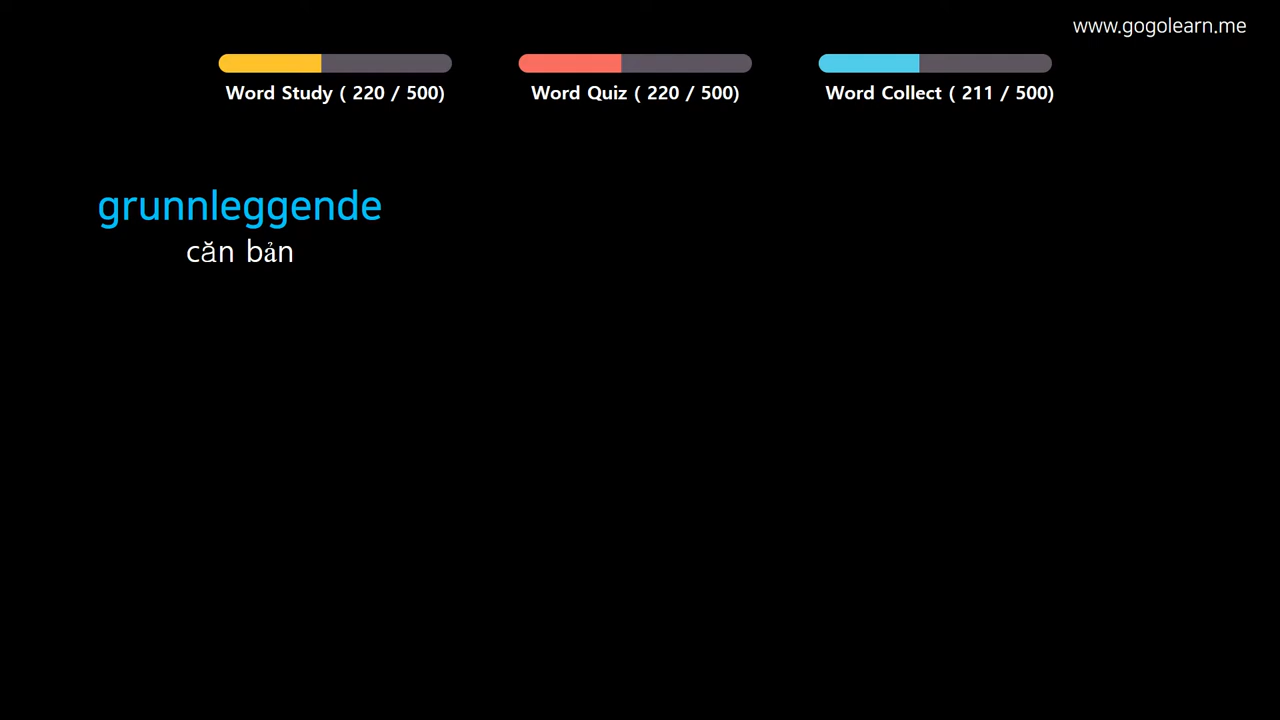 www.gogolearn.me
Word Study ( 220 / 500)
Word Quiz ( 220 / 500)
Word Collect ( 211 / 500)
grunnleggende
căn bản